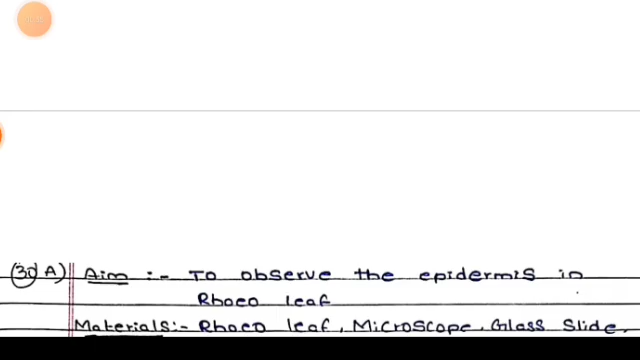 30 A) Aim :- To observe the epidermis in
Rhoeo leaf
Materials:- Rhoeo leaf, Microscope, Glass Slide,